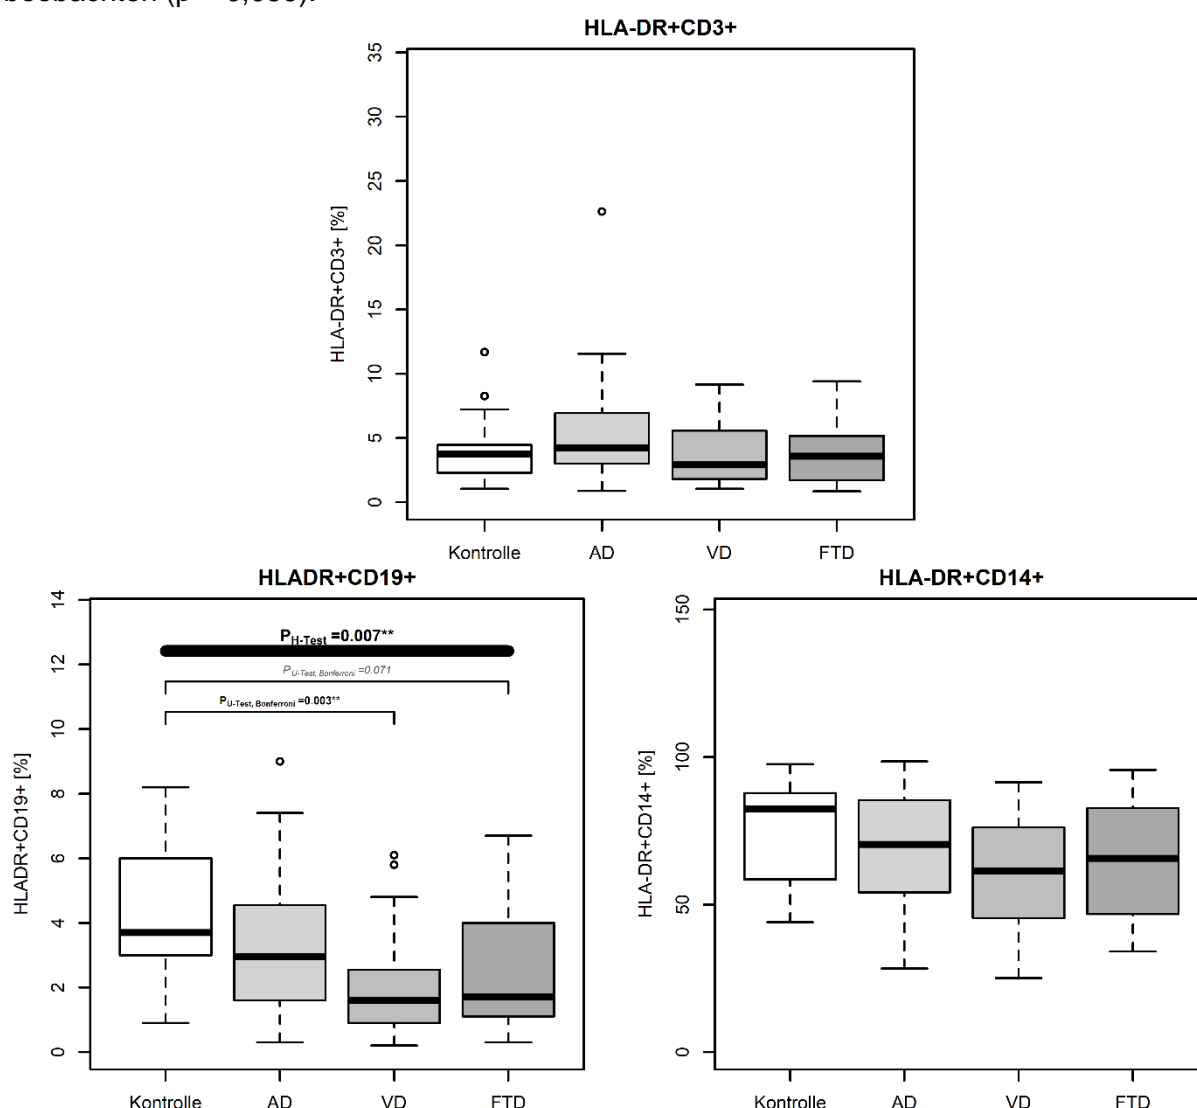 HLA-DR+CD3+
HLA-DR+CD3+ [%]
35
30
25
20
15
10
5
0
Kontrolle AD VD FTD
HLADR+CD19+
HLADR+CD19+ [%]
14
12
10
8
6
4
2
0
P H-Test =0.007**
P U-Test, Bonferroni =0.071
P U-Test, Bonferroni =0.003**
Kontrolle AD VD FTD
HLA-DR+CD14+
HLA-DR+CD14+ [%]
150
100
50
0
Kontrolle AD VD FTD